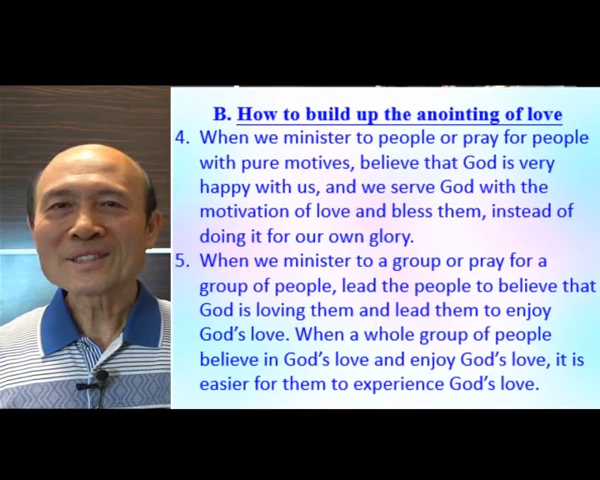 B. How to build up the anointing of love
4. When we minister to people or pray for people
with pure motives, believe that God is very
happy with us, and we serve God with the
motivation of love and bless them, instead of
doing it for our own glory.
5. When we minister to a group or pray for a
group of people, lead the people to believe that
God is loving them and lead them to enjoy
God's love. When a whole group of people
believe in God's love and enjoy God's love, it is
easier for them to experience God's love.